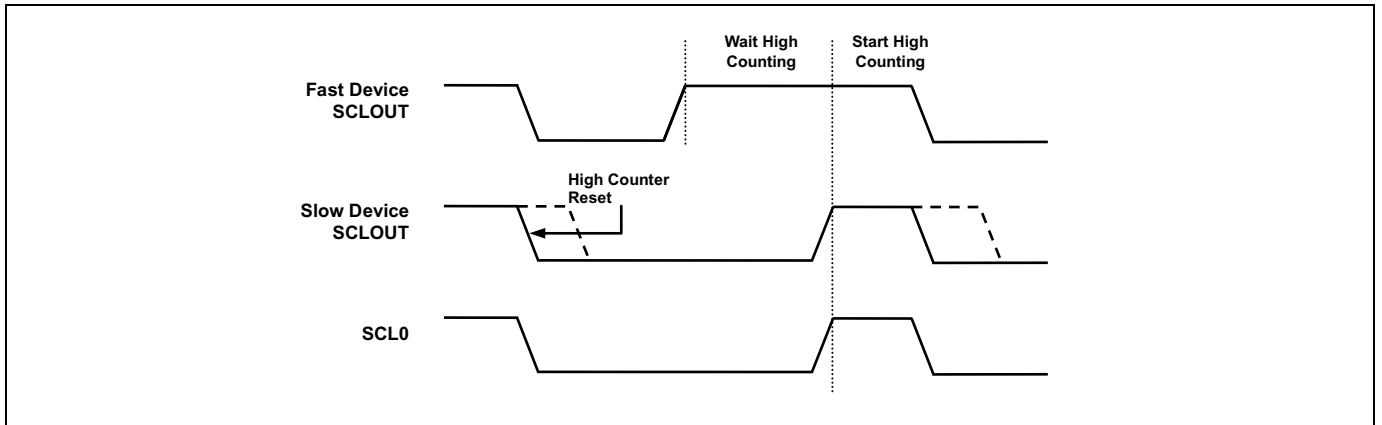 Wait High
Counting
Start High
Counting
Fast Device
SCLOUT
High Counter
Reset
Slow Device
SCLOUT
SCL0